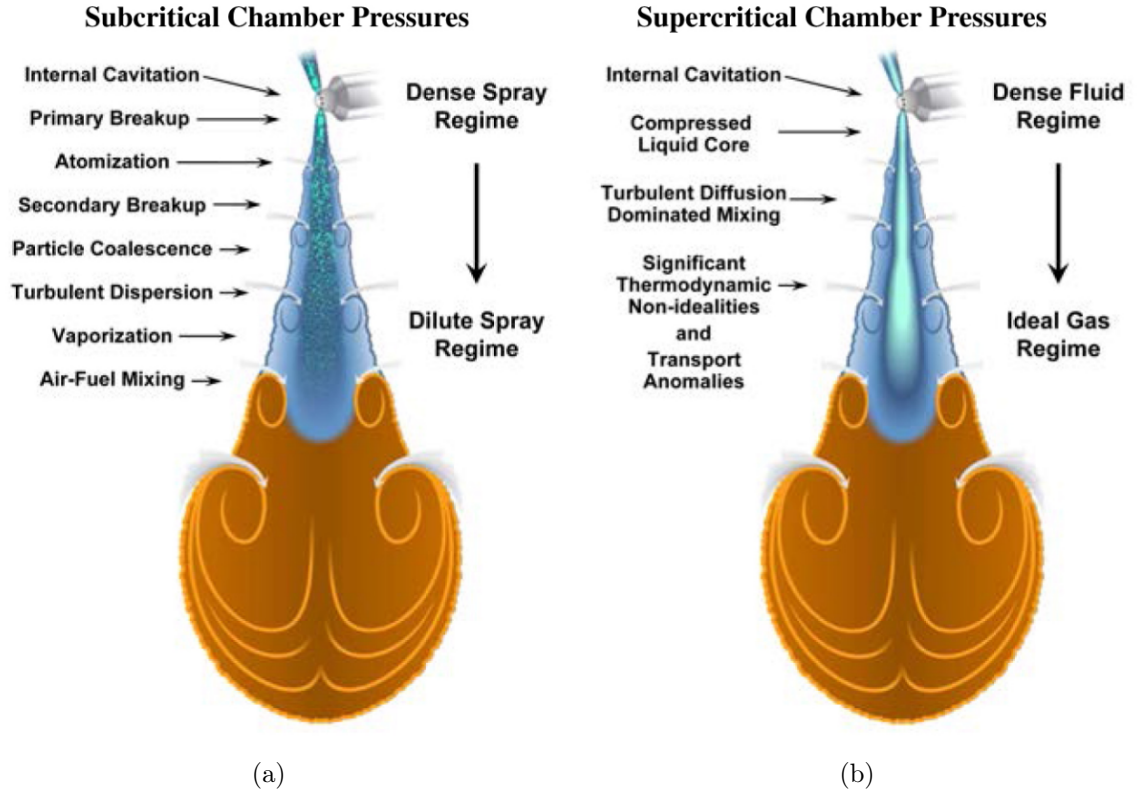 Subcritical Chamber Pressures
Internal Cavitation
Primary Breakup
Atomization
Secondary Breakup
Particle Coalescence
Turbulent Dispersion
Vaporization
Air-Fuel Mixing
Dense Spray
Regime
Dilute Spray
Regime
(a)
Supercritical Chamber Pressures
Internal Cavitation
Compressed
Liquid Core
Turbulent Diffusion
Dominated Mixing
Significant
Thermodynamic
Non-idealities
and
Transport
Anomalies
Dense Fluid
Regime
Ideal Gas
Regime
(b)